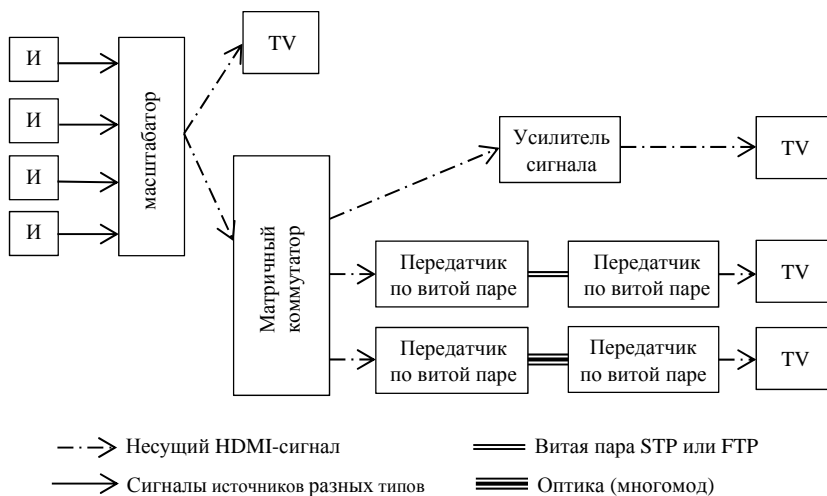 И
TV
И
масштабатор
Усилитель
сигнала
TV
И
И
Матричный
коммутатор
Передатчик
по витой паре
Передатчик
по витой паре
TV
Передатчик
по витой паре
Передатчик
по витой паре
TV
Несущий HDMI-сигнал
Витая пара STP или FTP
Сигналы источников разных типов
Оптика (многомод)